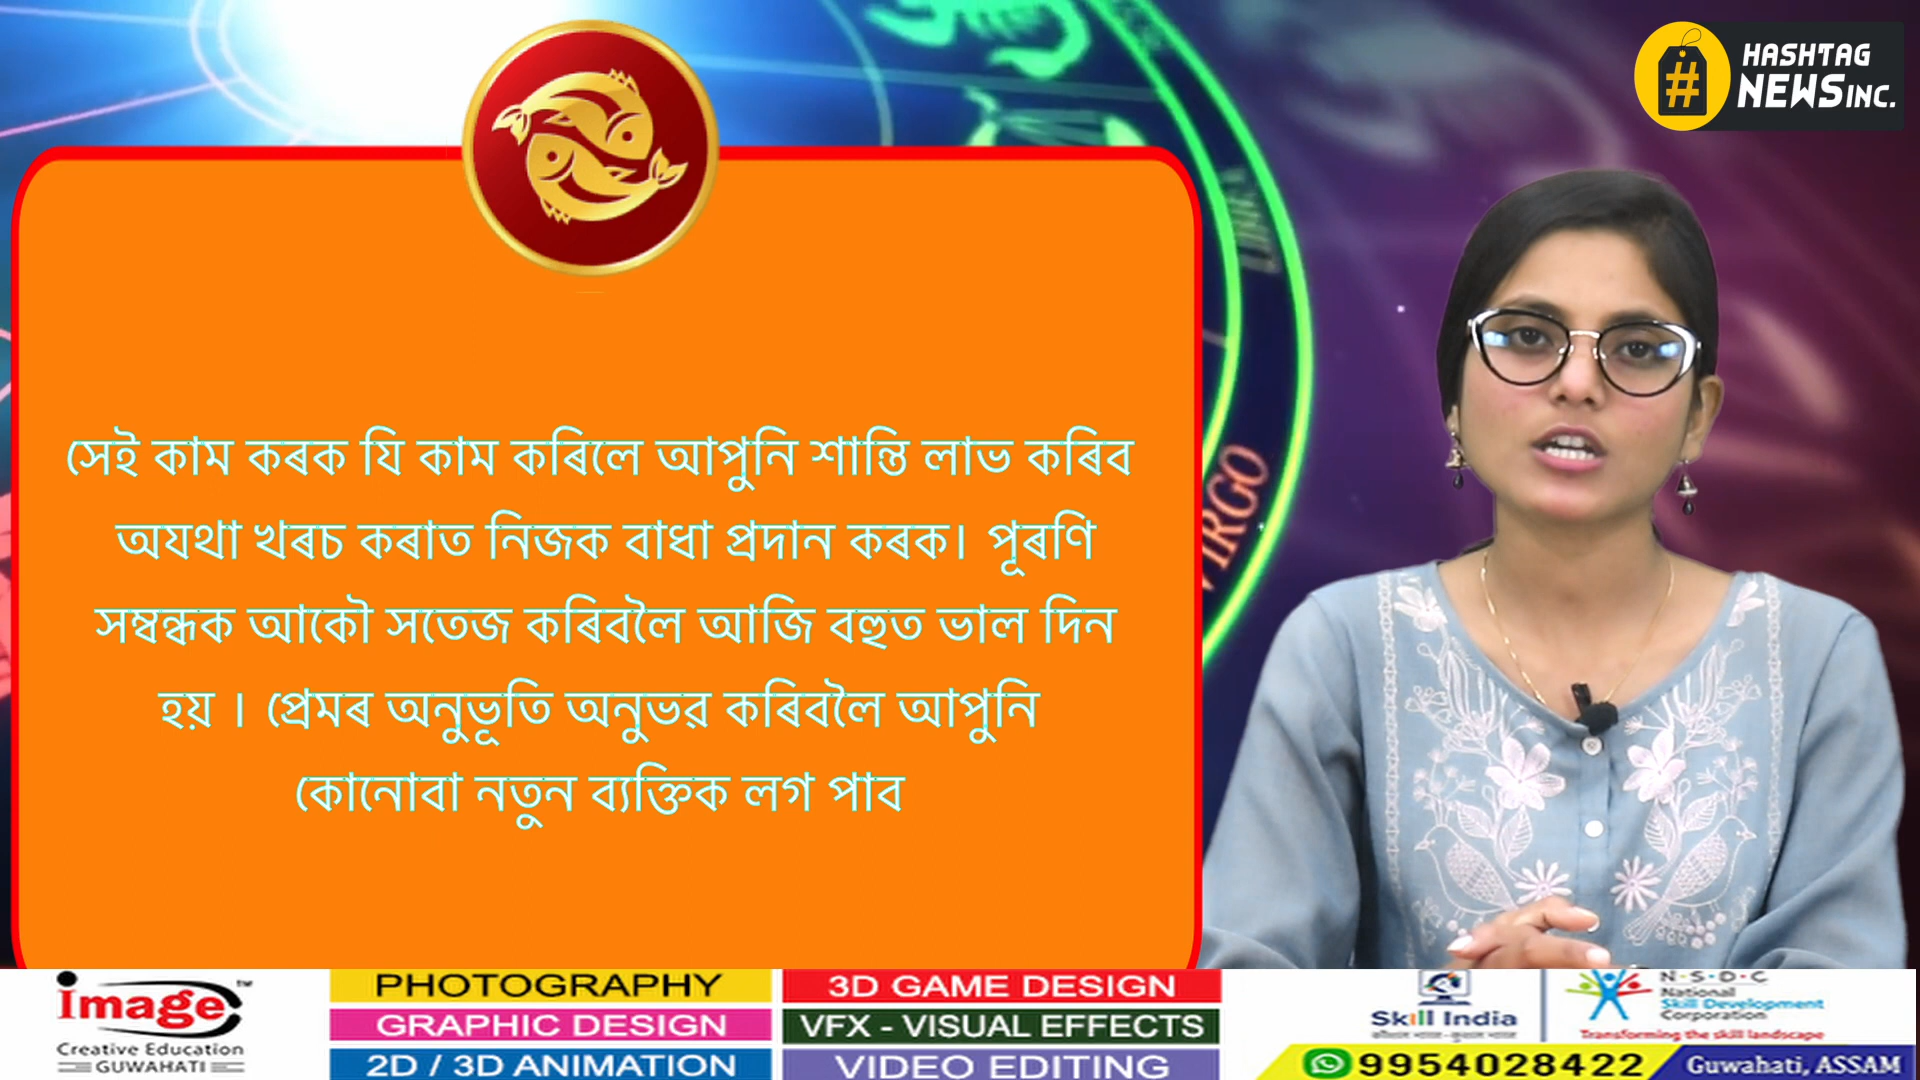 HASHTAG
NEWS INC.
সেই কাম কৰক যি কাম কৰিলে আপুনি শান্তি লাভ কৰিব
অযথা খৰচ কৰাত নিজক বাধা প্ৰদান কৰক। পূৰণি
সম্বন্ধক আকৌ সতেজ কৰিবলৈ আজি বহুত ভাল দিন
হয় । প্ৰেমৰ অনুভূতি অনুভৱ কৰিবলৈ আপুনি
কোনোবা নতুন ব্যক্তিক লগ পাব
VIRGO
image TM
Creative Education
GUWAHATI
PHOTOGRAPHY
GRAPHIC DESIGN
2D / 3D ANIMATION
3D GAME DESIGN
VFX - VISUAL EFFECTS
VIDEO EDITING
Skill India
N·S·D·C
National
Skill Development
Corporation
Transforming the skill landscape
9954028422
Guwahati, ASSAM